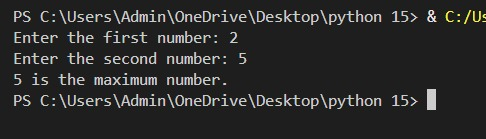 PS C:\Users\Admin\OneDrive\Desktop\python 15> & C:/Us
Enter the first number: 2
Enter the second number: 5
5 is the maximum number.
PS C:\Users\Admin\OneDrive\Desktop\python 15>